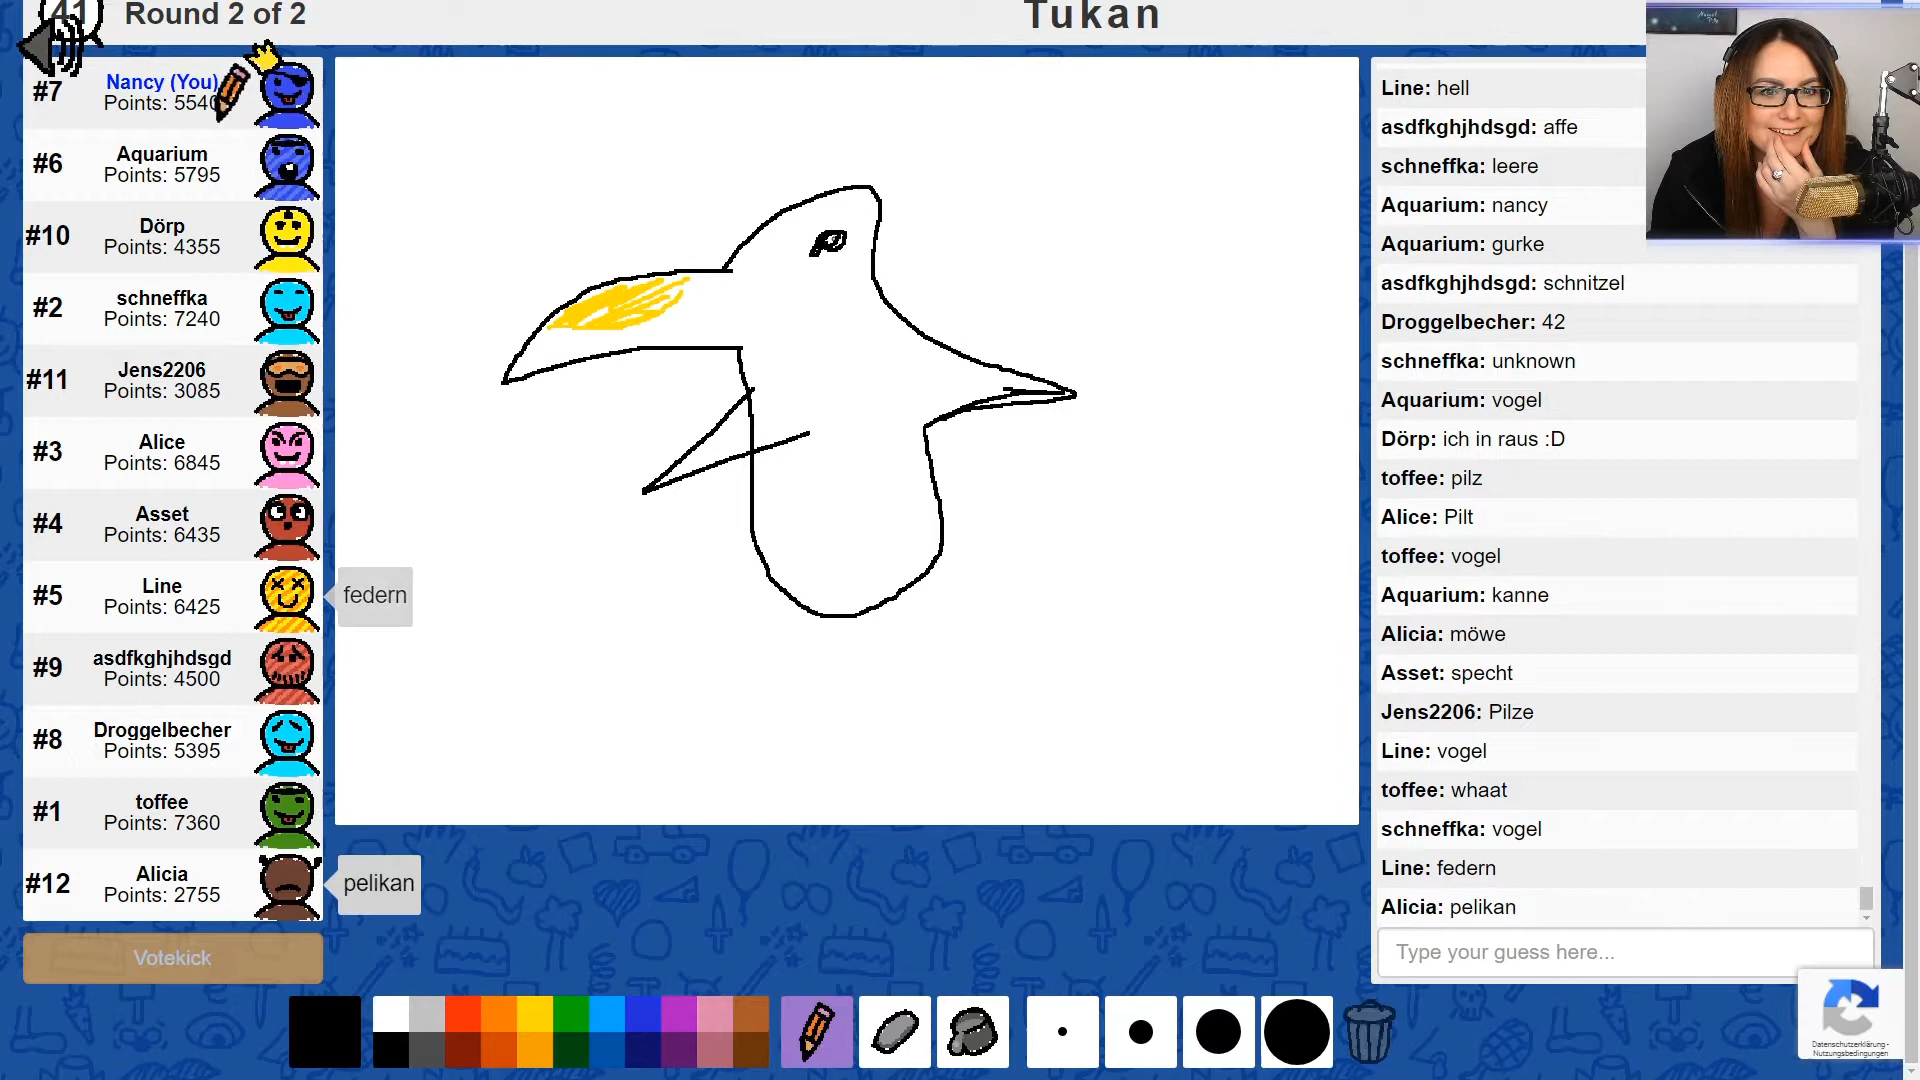 41
Round 2 of 2
Tukan
#7
Nancy (You)
Points: 5540
#6
Aquarium
Points: 5795
#10
Dörp
Points: 4355
#2
schneffka
Points: 7240
#11
Jens2206
Points: 3085
#3
Alice
Points: 6845
#4
Asset
Points: 6435
#5
Line
Points: 6425
federn
#9
asdfkghjhdsgd
Points: 4500
#8
Droggelbecher
Points: 5395
#1
toffee
Points: 7360
#12
Alicia
Points: 2755
pelikan
Votekick
Line: hell
asdfkghjhdsgd: affe
schneffka: leere
Aquarium: nancy
Aquarium: gurke
asdfkghjhdsgd: schnitzel
Droggelbecher: 42
schneffka: unknown
Aquarium: vogel
Dörp: ich in raus :D
toffee: pilz
Alice: Pilt
toffee: vogel
Aquarium: kanne
Alicia: möwe
Asset: specht
Jens2206: Pilze
Line: vogel
toffee: whaat
schneffka: vogel
Line: federn
Alicia: pelikan
Type your guess here...
Datenschutzerklärung -
Nutzungsbedingungen